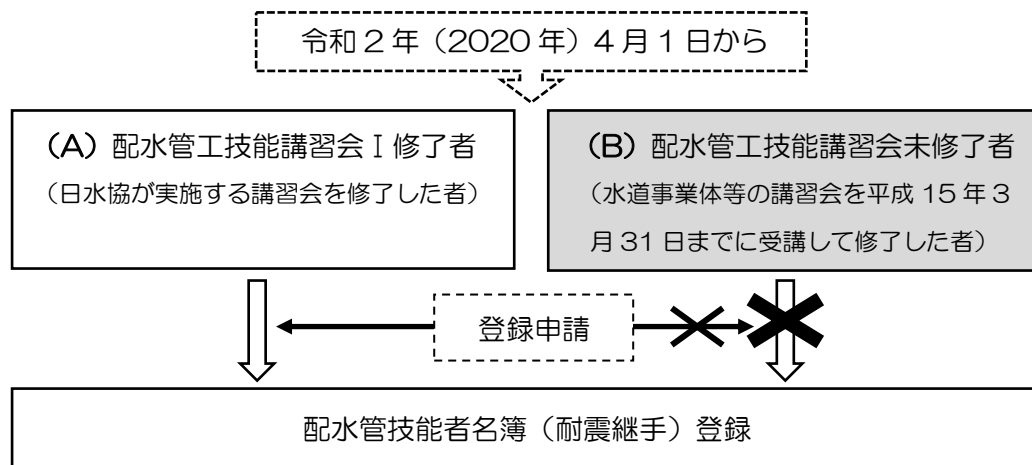 令和２年（2020 年）４月１日から
（A）配水管工技能講習会Ⅰ修了者
（日水協が実施する講習会を修了した者）
（B）配水管工技能講習会未修了者
（水道事業体等の講習会を平成 15 年３
月 31 日までに受講して修了した者）
登録申請
配水管技能者名簿（耐震継手）登録